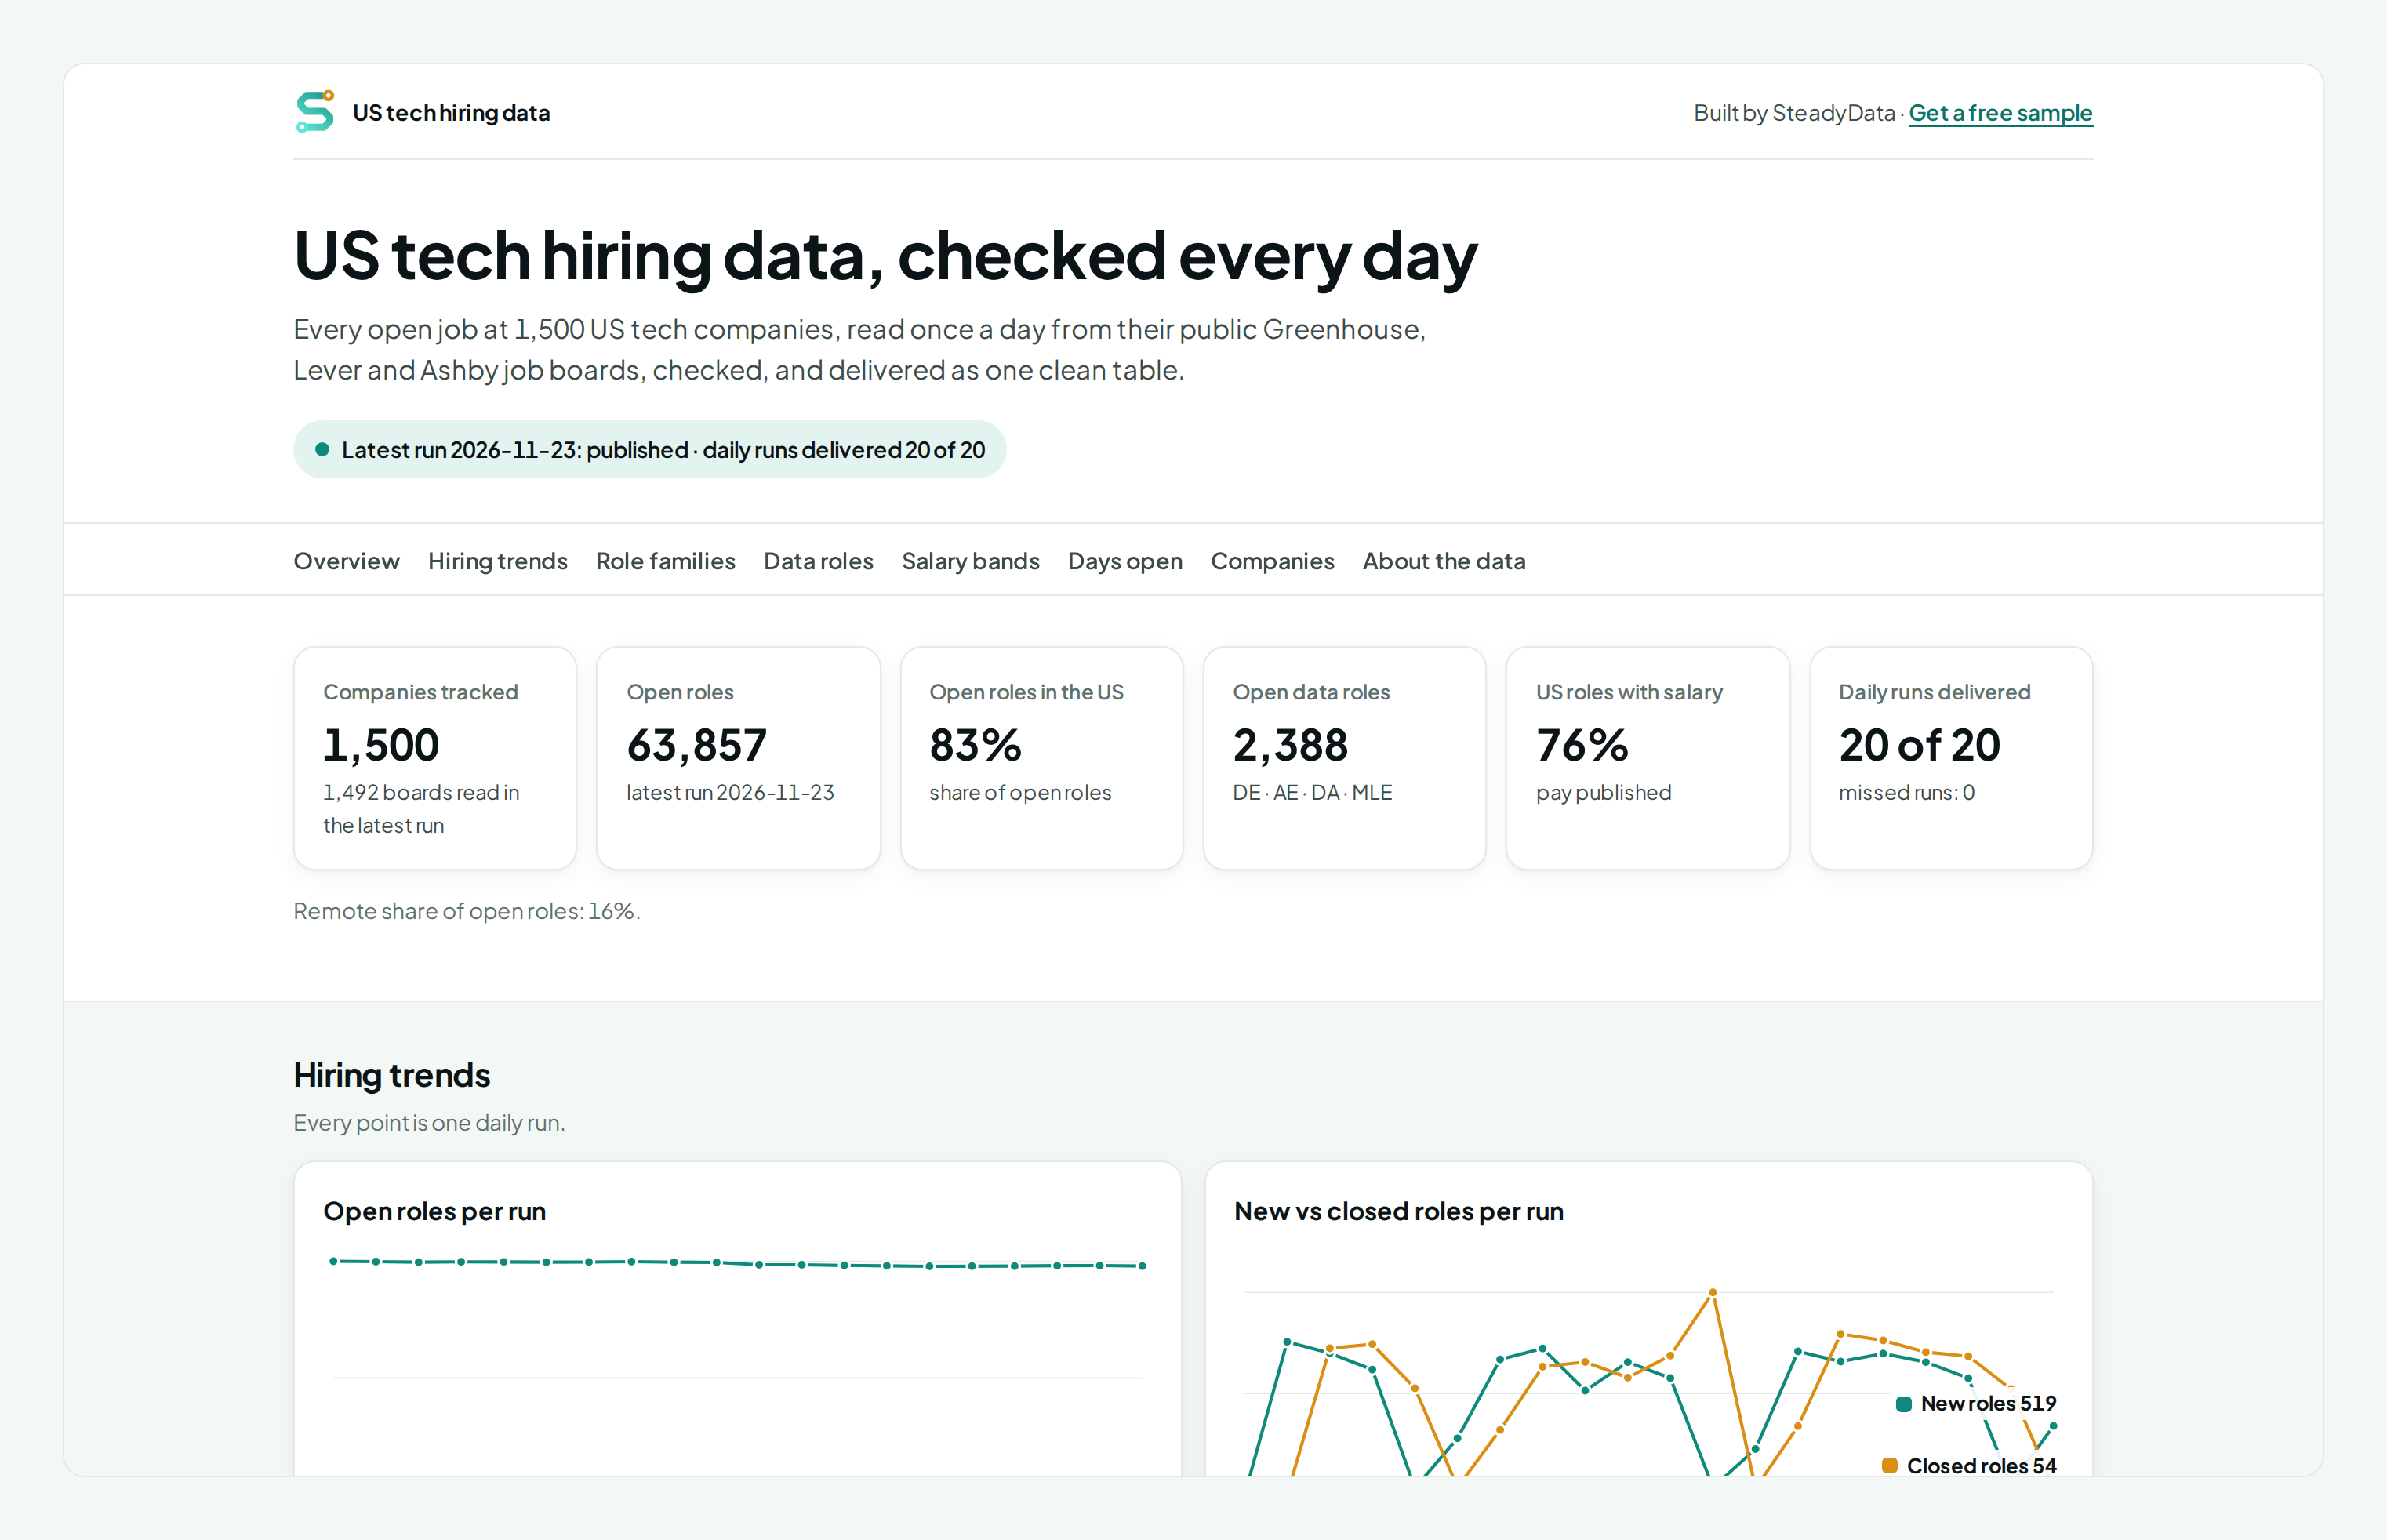 US tech hiring data
Built by SteadyData · Get a free sample
US tech hiring data, checked every day
Every open job at 1,500 US tech companies, read once a day from their public Greenhouse,
Lever and Ashby job boards, checked, and delivered as one clean table.
Latest run 2026-11-23: published · daily runs delivered 20 of 20
Overview Hiring trends Role families Data roles Salary bands Days open Companies About the data
Companies tracked
1,500
1,492 boards read in
the latest run
Open roles
63,857
latest run 2026-11-23
Open roles in the US
83%
share of open roles
Open data roles
2,388
DE · AE · DA · MLE
US roles with salary
76%
pay published
Daily runs delivered
20 of 20
missed runs: 0
Remote share of open roles: 16%.
Hiring trends
Every point is one daily run.
Open roles per run
New vs closed roles per run
New roles 519
Closed roles 54